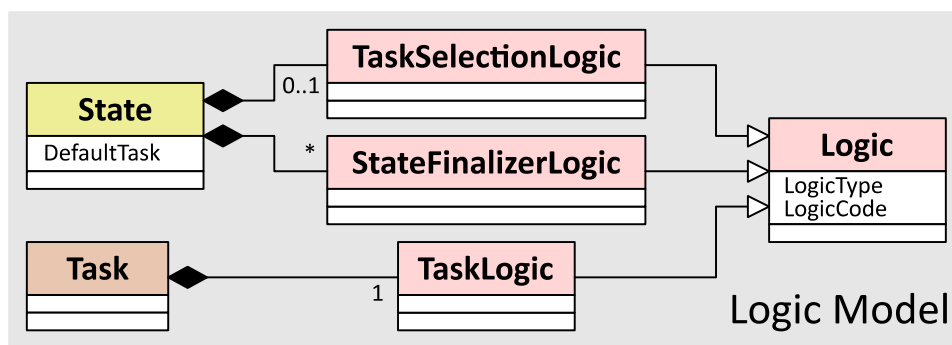 TaskSelectionLogic
0..1
State
DefaultTask
*
StateFinalizerLogic
Logic
LogicType
LogicCode
Task
1
TaskLogic
Logic Model